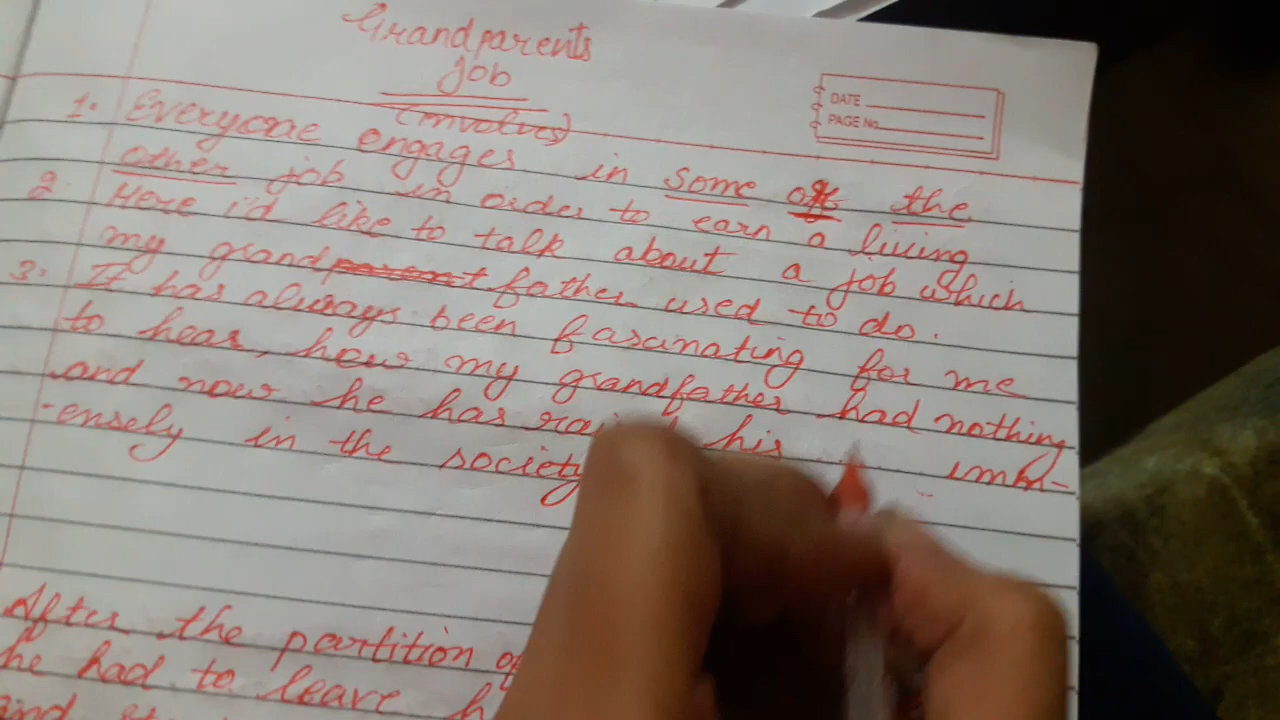 Grandparents
job
(involves)
DATE
PAGE No.
1. Everyone engages in some or the
other job in order to earn a living
2. Here i'd like to talk about a job which
my grandfather used to do.
3. It has always been fascinating for me
to hear, how my grandfather had nothing
and now he has his imm-
-ensely in the society
After the partition of
he had to leave
and